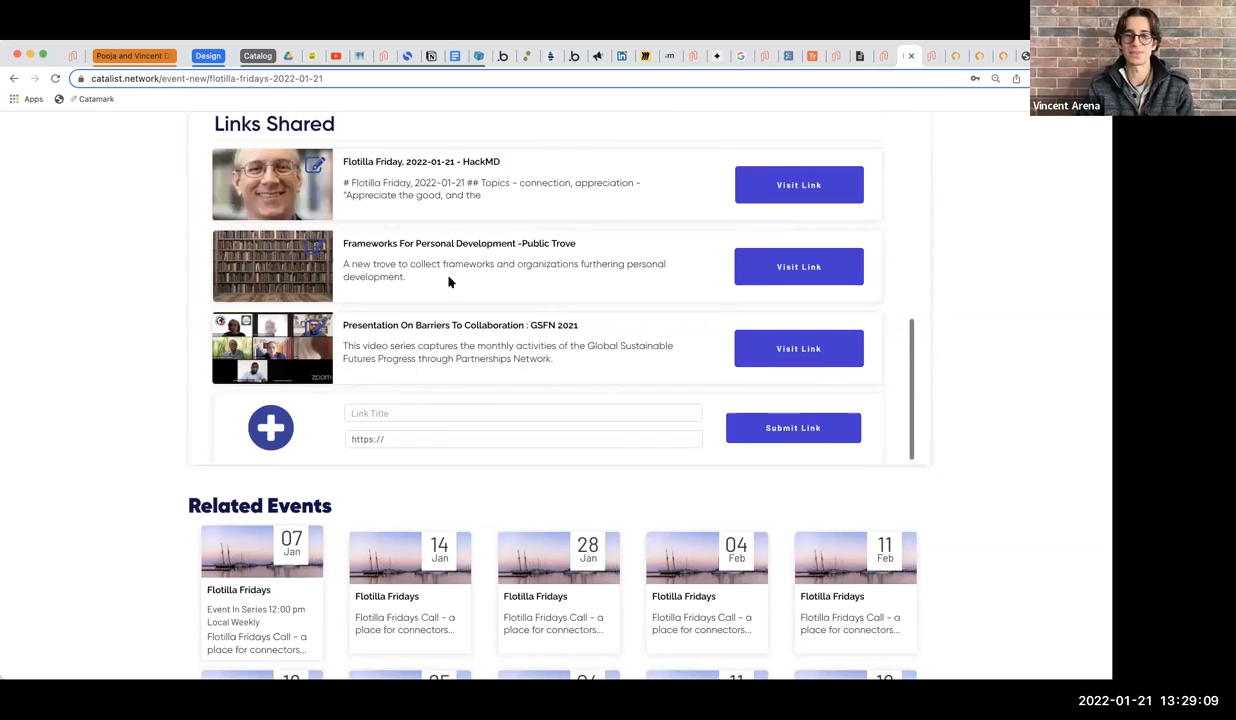 Pooja and Vincent D
Design
Catalog
catalist.network/event-new/flotilla-fridays-2022-01-21
Apps
Catamark
Vincent Arena
Links Shared
Flotilla Friday, 2022-01-21 - HackMD
# Flotilla Friday, 2022-01-21 ## Topics - connection, appreciation -
"Appreciate the good, and the
Visit Link
Frameworks For Personal Development -Public Trove
A new trove to collect frameworks and organizations furthering personal
development.
Visit Link
Presentation On Barriers To Collaboration : GSFN 2021
This video series captures the monthly activities of the Global Sustainable
Futures Progress through Partnerships Network.
Visit Link
zoom
Link Title
https://
Submit Link
Related Events
07
Jan
14
Jan
28
Jan
04
Feb
11
Feb
Flotilla Fridays
Flotilla Fridays
Flotilla Fridays
Flotilla Fridays
Flotilla Fridays
Event In Series 12:00 pm
Local Weekly
Flotilla Fridays Call - a
place for connectors...
Flotilla Fridays Call - a
place for connectors...
Flotilla Fridays Call - a
place for connectors...
Flotilla Fridays Call - a
place for connectors...
Flotilla Fridays Call - a
place for connectors...
2022-01-21 13:29:09